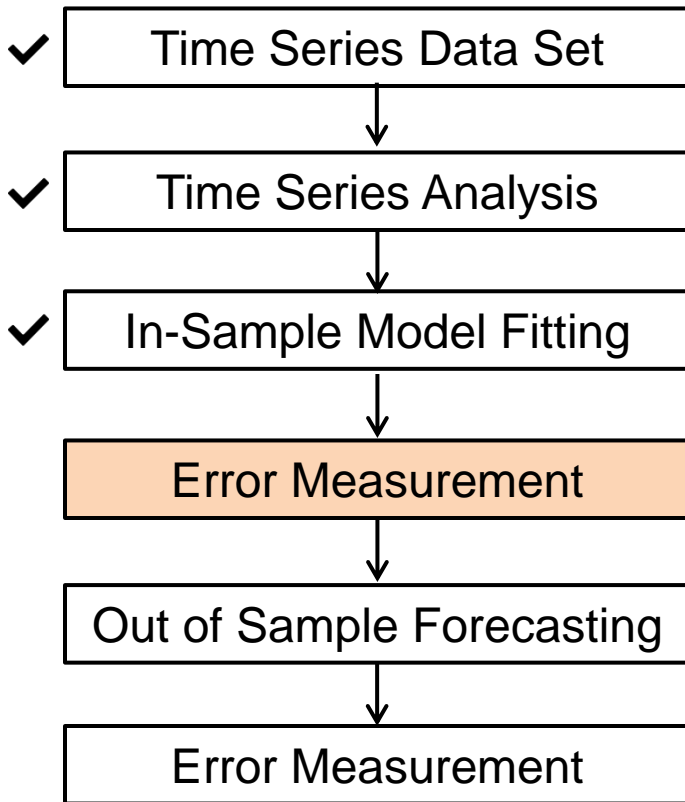 Time Series Data Set
Time Series Analysis
In-Sample Model Fitting
Error Measurement
Out of Sample Forecasting
Error Measurement